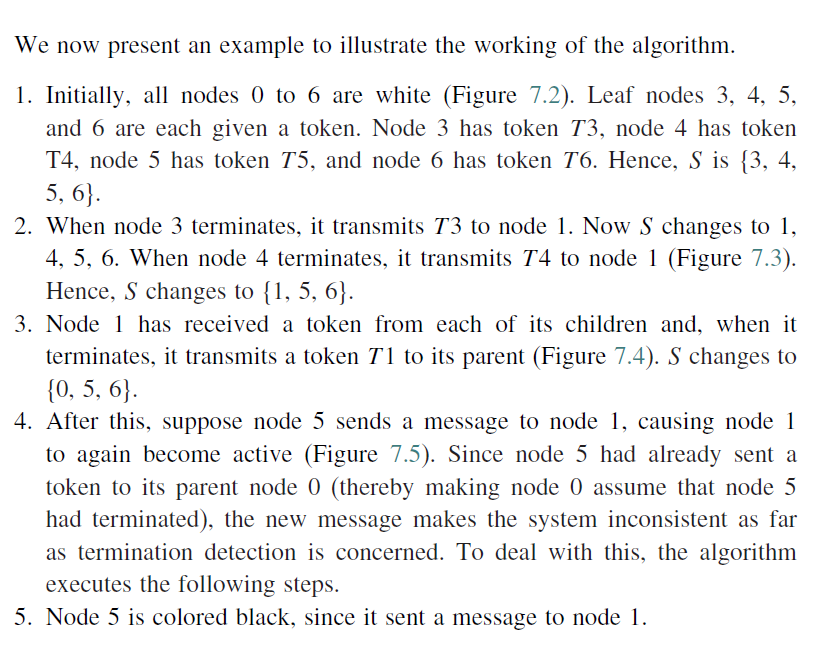 We now present an example to illustrate the working of the algorithm.
1. Initially, all nodes 0 to 6 are white (Figure 7.2). Leaf nodes 3, 4, 5,
and 6 are each given a token. Node 3 has token T3, node 4 has token
T4, node 5 has token T5, and node 6 has token T6. Hence, S is {3, 4,
5, 6}.
2. When node 3 terminates, it transmits T3 to node 1. Now S changes to 1,
4, 5, 6. When node 4 terminates, it transmits T4 to node 1 (Figure 7.3).
Hence, S changes to {1, 5, 6}.
3. Node 1 has received a token from each of its children and, when it
terminates, it transmits a token T1 to its parent (Figure 7.4). S changes to
{0, 5, 6}.
4. After this, suppose node 5 sends a message to node 1, causing node 1
to again become active (Figure 7.5). Since node 5 had already sent a
token to its parent node 0 (thereby making node 0 assume that node 5
had terminated), the new message makes the system inconsistent as far
as termination detection is concerned. To deal with this, the algorithm
executes the following steps.
5. Node 5 is colored black, since it sent a message to node 1.